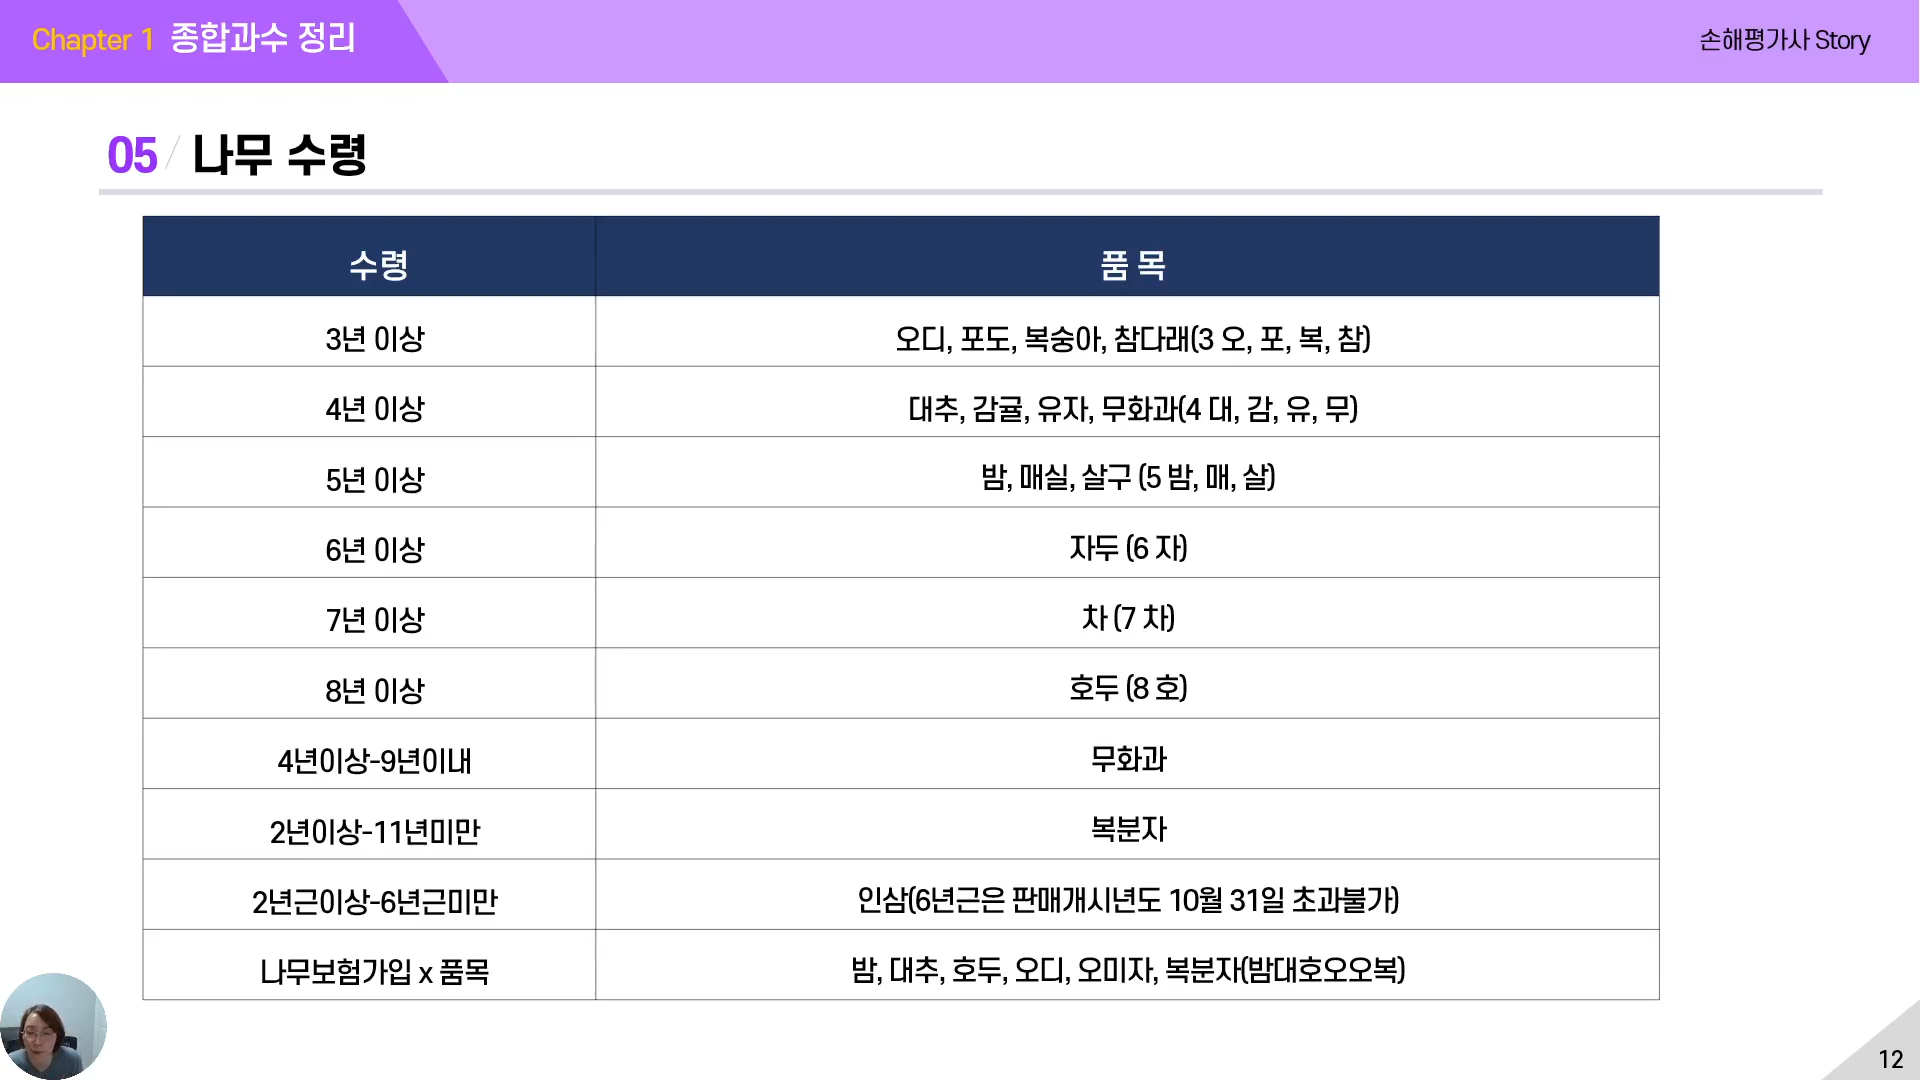 Chapter 1 종합과수 정리
손해평가사 Story
05 / 나무 수령
수령 품 목
3년 이상 오디, 포도, 복숭아, 참다래(3 오, 포, 복, 참)
4년 이상 대추, 감귤, 유자, 무화과(4 대, 감, 유, 무)
5년 이상 밤, 매실, 살구 (5 밤, 매, 살)
6년 이상 자두 (6 자)
7년 이상 차 (7 차)
8년 이상 호두 (8 호)
4년이상-9년이내 무화과
2년이상-11년미만 복분자
2년근이상-6년근미만 인삼(6년근은 판매개시년도 10월 31일 초과불가)
나무보험가입 x 품목 밤, 대추, 호두, 오디, 오미자, 복분자(밤대호오오복)
12